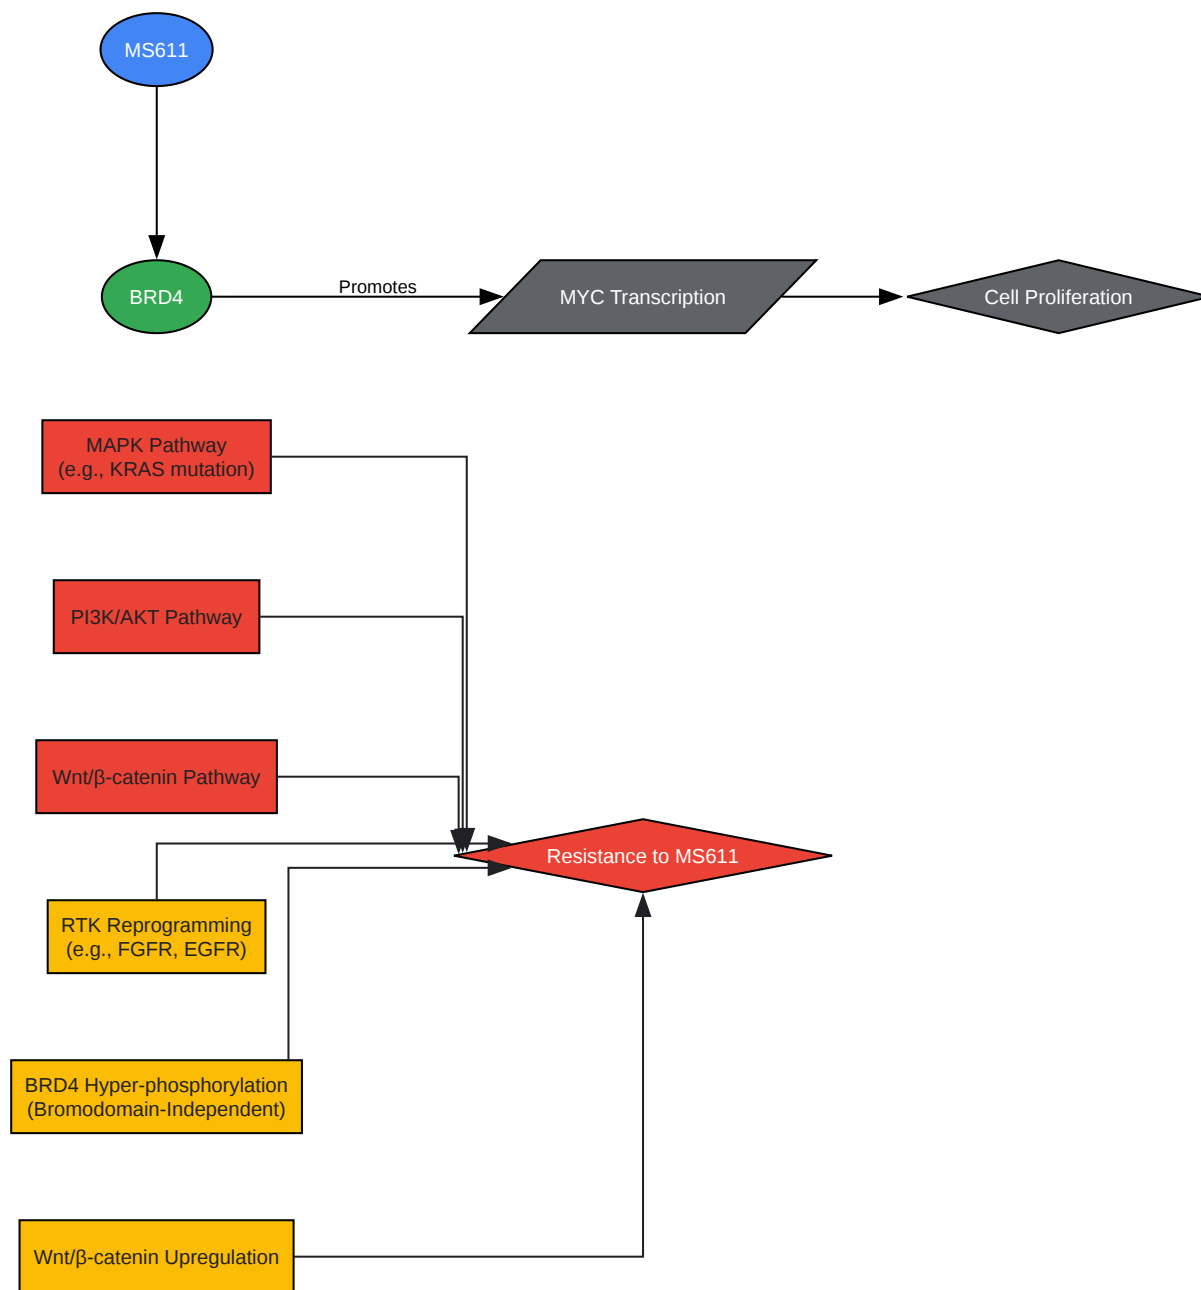 MS611
BRD4
Promotes
MYC Transcription
Cell Proliferation
MAPK Pathway
(e.g., KRAS mutation)
PI3K/AKT Pathway
Wnt/β-catenin Pathway
Resistance to MS611
RTK Reprogramming
(e.g., FGFR, EGFR)
BRD4 Hyper-phosphorylation
(Bromodomain-Independent)
Wnt/β-catenin Upregulation